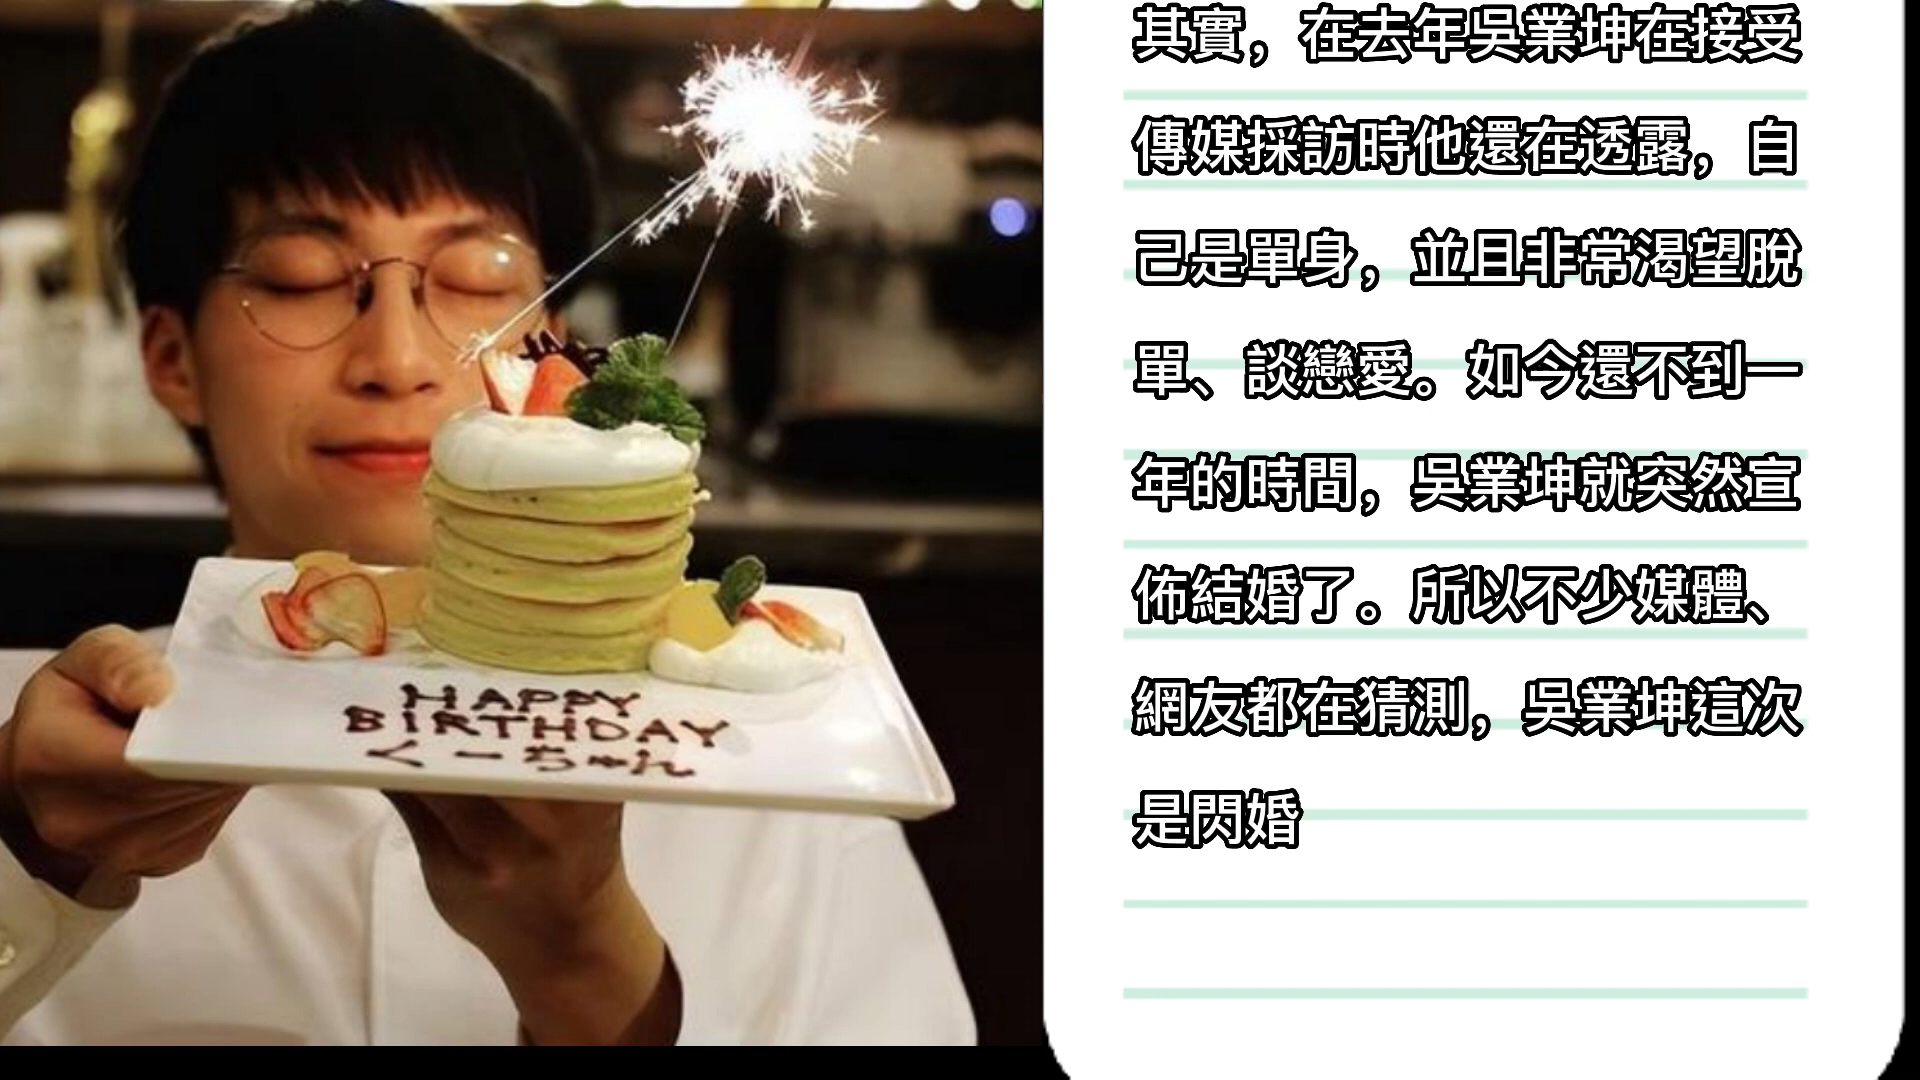 HAPPY
BIRTHDAY
くーちゃん
其實，在去年吳業坤在接受
傳媒採訪時他還在透露，自
己是單身，並且非常渴望脫
單、談戀愛。如今還不到一
年的時間，吳業坤就突然宣
佈結婚了。所以不少媒體、
網友都在猜測，吳業坤這次
是閃婚